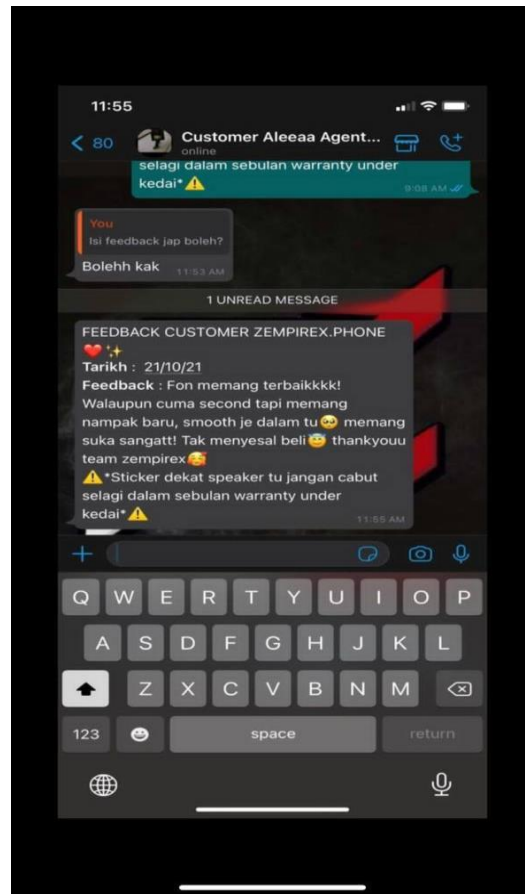 11:55
80
Customer Aleeaa Agent...
online
selagi dalam sebulan warranty under
kedai*⚠️
9:08 AM
You
Isi feedback jap boleh?
Bolehh kak
11:53 AM
1 UNREAD MESSAGE
FEEDBACK CUSTOMER ZEMPIREX.PHONE
❤️✨
Tarikh : 21/10/21
Feedback : Fon memang terbaikkkk!
Walaupun cuma second tapi memang
nampak baru, smooth je dalam tu🥺 memang
suka sangatt! Tak menyesal beli😇 thankyouu
team zempirex🥰
⚠️*Sticker dekat speaker tu jangan cabut
selagi dalam sebulan warranty under
kedai*⚠️
11:55 AM
Q W E R T Y U I O P
A S D F G H J K L
Z X C V B N M
123
space
return